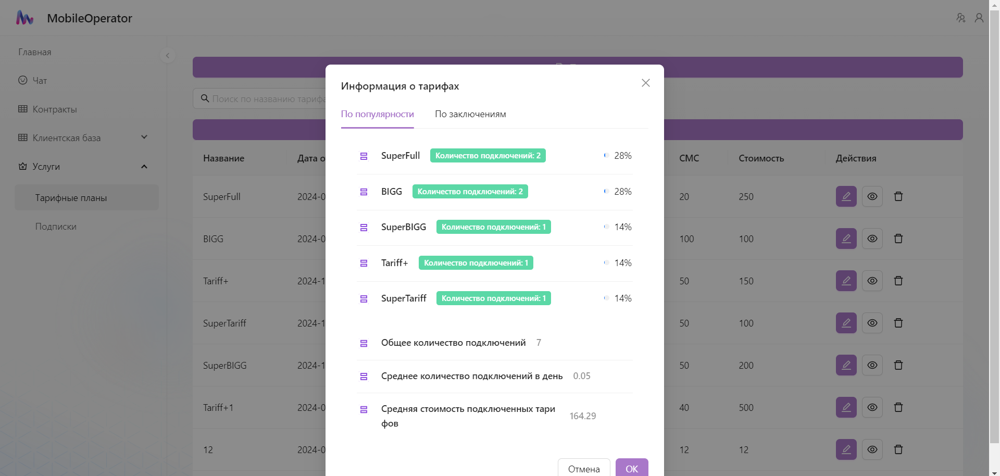 MobileOperator
Главная
Чат
Контракты
Клиентская база
Услуги
Тарифные планы
Подписки
Поиск по названию тариф
Название
Дата
СМС
Стоимость
Действия
SuperFull
2024-0
20
250
BIGG
2024-0
100
100
Tariff+
2024-1
50
150
SuperTariff
2024-1
50
100
SuperBIGG
2024-1
50
200
Tariff+1
2024-0
40
500
12
2024-0
12
12
Информация о тарифах
По популярности
По заключениям
SuperFull
Количество подключений: 2
28%
BIGG
Количество подключений: 2
28%
SuperBIGG
Количество подключений: 1
14%
Tariff+
Количество подключений: 1
14%
SuperTariff
Количество подключений: 1
14%
Общее количество подключений
7
Среднее количество подключений в день
0.05
Средняя стоимость подключенных тари
фов
164.29
Отмена
OK